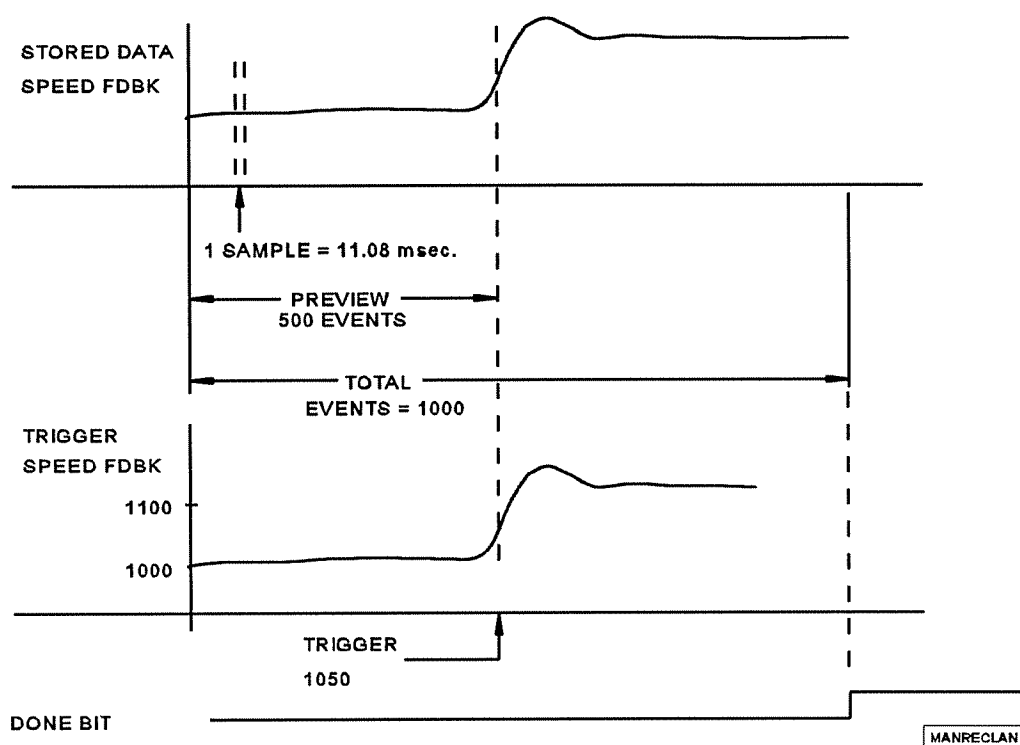 STORED DATA
SPEED FDBK
1 SAMPLE = 11.08 msec.
PREVIEW
500 EVENTS
TOTAL
EVENTS = 1000
TRIGGER
SPEED FDBK
1100
1000
TRIGGER
1050
DONE BIT
MANRECLAN